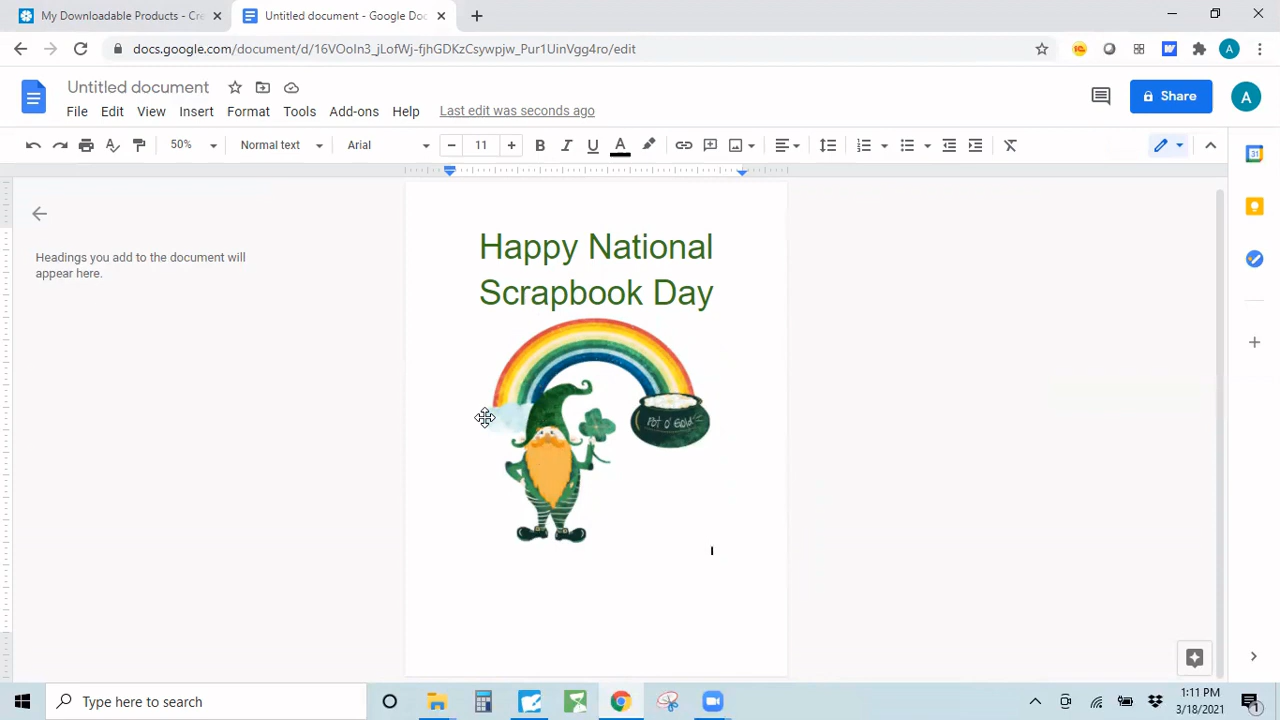 My Downloadable Products - Cre
Untitled document - Google Doc
docs.google.com/document/d/16VOoIn3_jLofWj-fjhGDKzCsywpjw_Pur1UinVgg4ro/edit
A
Untitled document
File Edit View Insert Format Tools Add-ons Help Last edit was seconds ago
Share
A
50% Normal text Arial 11 B I U A
31
Headings you add to the document will
appear here.
Happy National
Scrapbook Day
Pot o' Gold
Type here to search
1:11 PM
3/18/2021
1